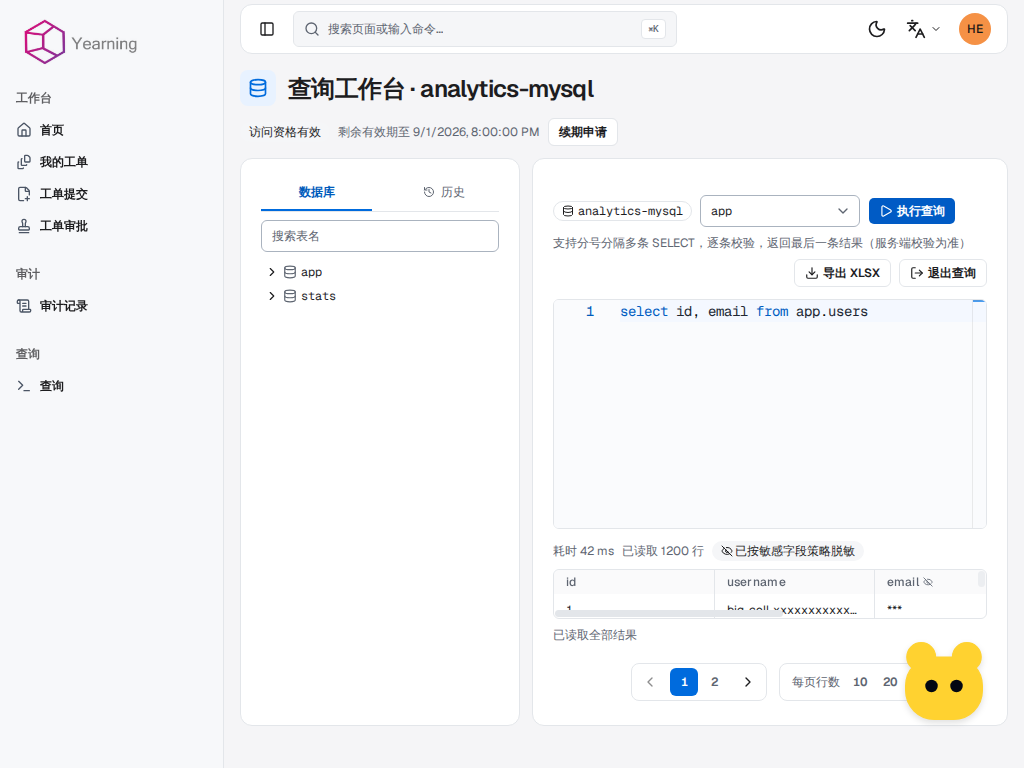 Yearning
搜索页面或输入命令...
⌘K
HE
工作台
首页
我的工单
工单提交
工单审批
审计
审计记录
查询
查询
查询工作台 · analytics-mysql
访问资格有效 剩余有效期至 9/1/2026, 8:00:00 PM 续期申请
数据库 历史
搜索表名
app
stats
analytics-mysql app 执行查询
支持分号分隔多条 SELECT，逐条校验，返回最后一条结果（服务端校验为准）
导出 XLSX 退出查询
1 select id, email from app.users
耗时 42 ms 已读取 1200 行 已按敏感字段策略脱敏
id username email
1 big-cell-xxxxxxxxxxx... ***
已读取全部结果
1 2 每页行数 10 20